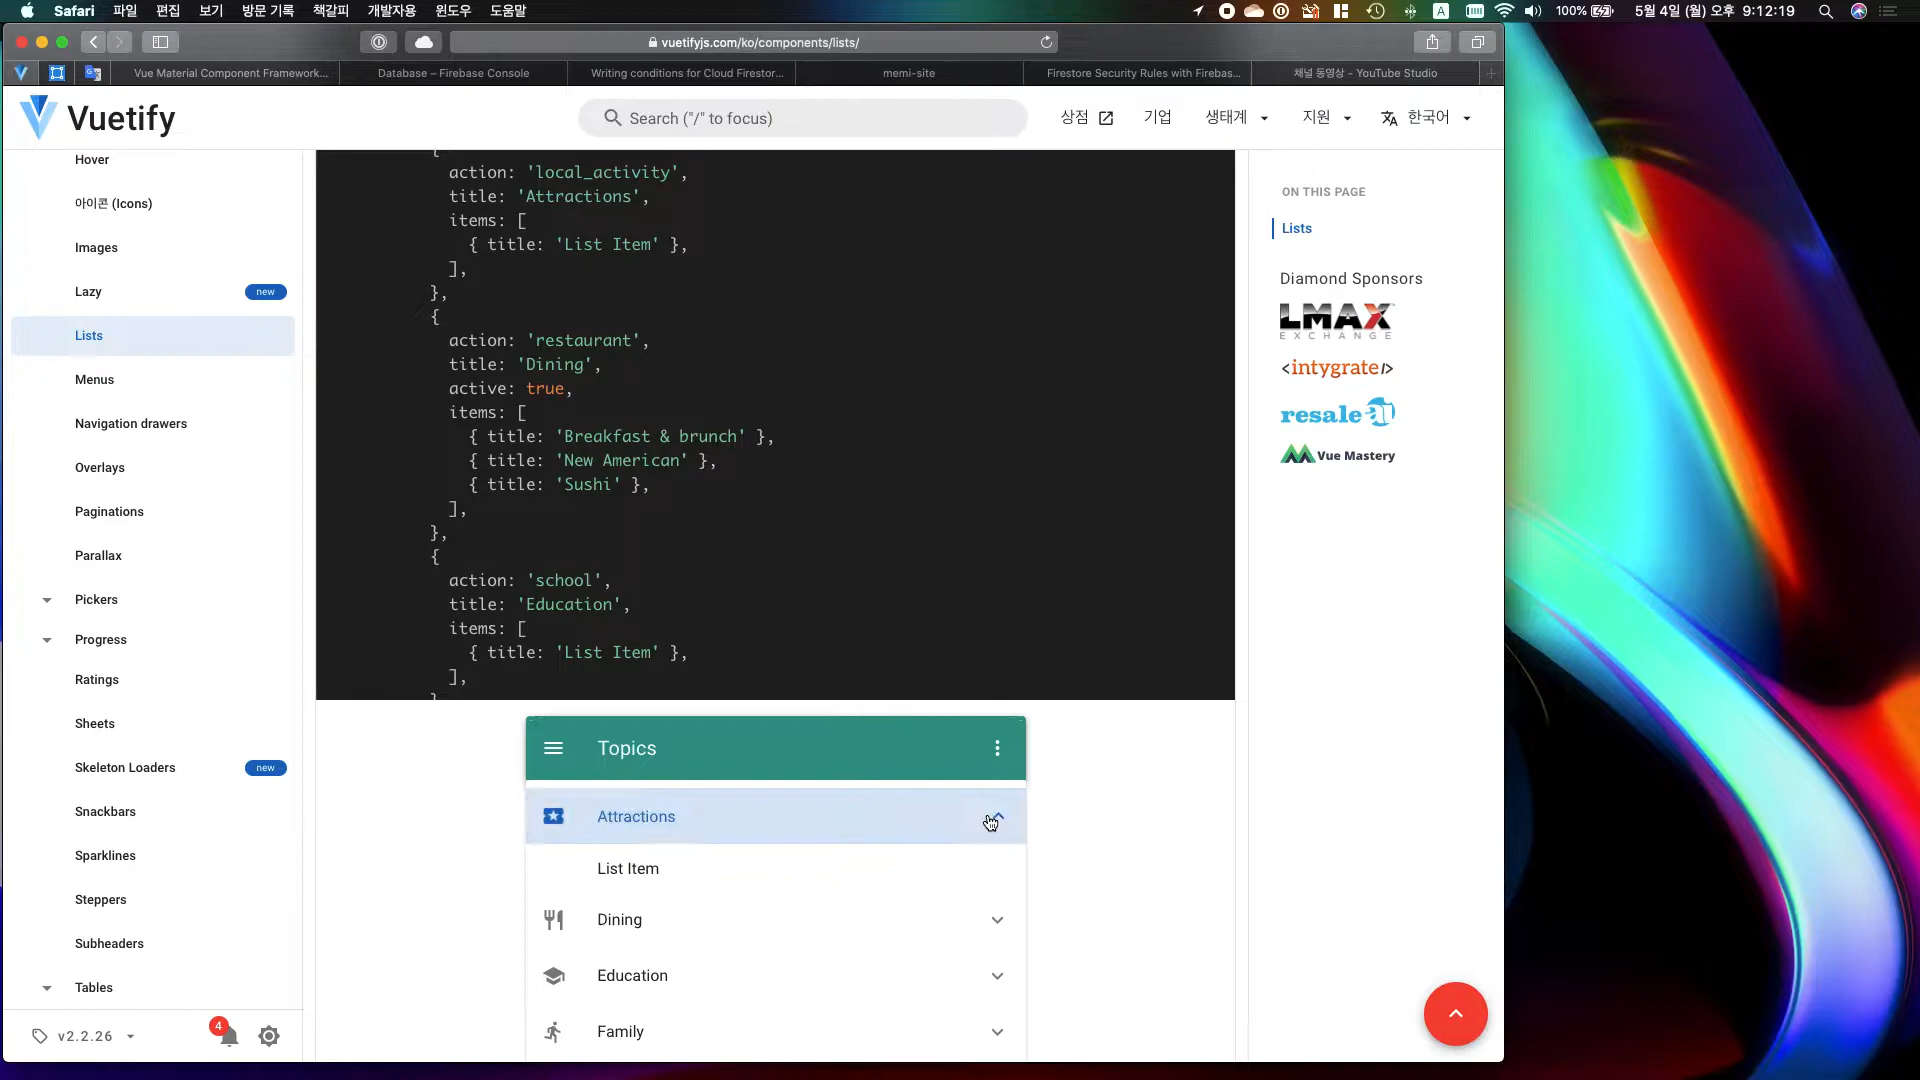 Safari 파일 편집 보기 방문 기록 책갈피 개발자용 윈도우 도움말
A 100% 5월 4일 (월) 오후 9:12:19
vuetifyjs.com/ko/components/lists/
Vue Material Component Framework...
Database – Firebase Console
Writing conditions for Cloud Firestor...
memi-site
Firestore Security Rules with Firebas...
채널 동영상 - YouTube Studio
Vuetify
Search ("/" to focus)
상점
기업
생태계
지원
한국어
Hover
아이콘 (Icons)
Images
Lazy new
Lists
Menus
Navigation drawers
Overlays
Paginations
Parallax
Pickers
Progress
Ratings
Sheets
Skeleton Loaders new
Snackbars
Sparklines
Steppers
Subheaders
Tables
v2.2.26
4
{
action: 'local_activity',
title: 'Attractions',
items: [
{ title: 'List Item' },
],
},
{
action: 'restaurant',
title: 'Dining',
active: true,
items: [
{ title: 'Breakfast & brunch' },
{ title: 'New American' },
{ title: 'Sushi' },
],
},
{
action: 'school',
title: 'Education',
items: [
{ title: 'List Item' },
],
}
Topics
Attractions
List Item
Dining
Education
Family
ON THIS PAGE
Lists
Diamond Sponsors
LMAX
EXCHANGE
<intygrate/>
resale ai
Vue Mastery